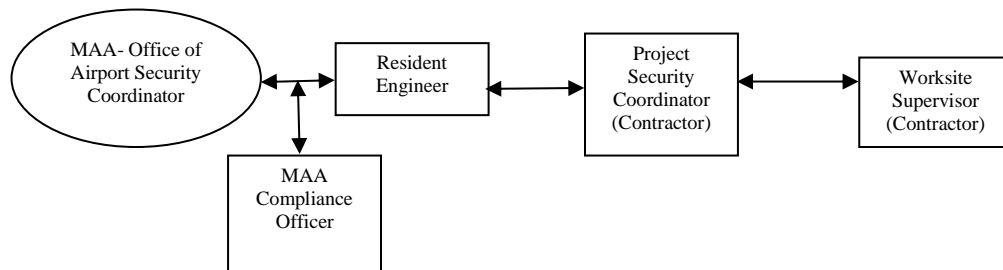 MAA- Office of
Airport Security
Coordinator
Resident
Engineer
Project
Security
Coordinator
(Contractor)
Worksite
Supervisor
(Contractor)
MAA
Compliance
Officer